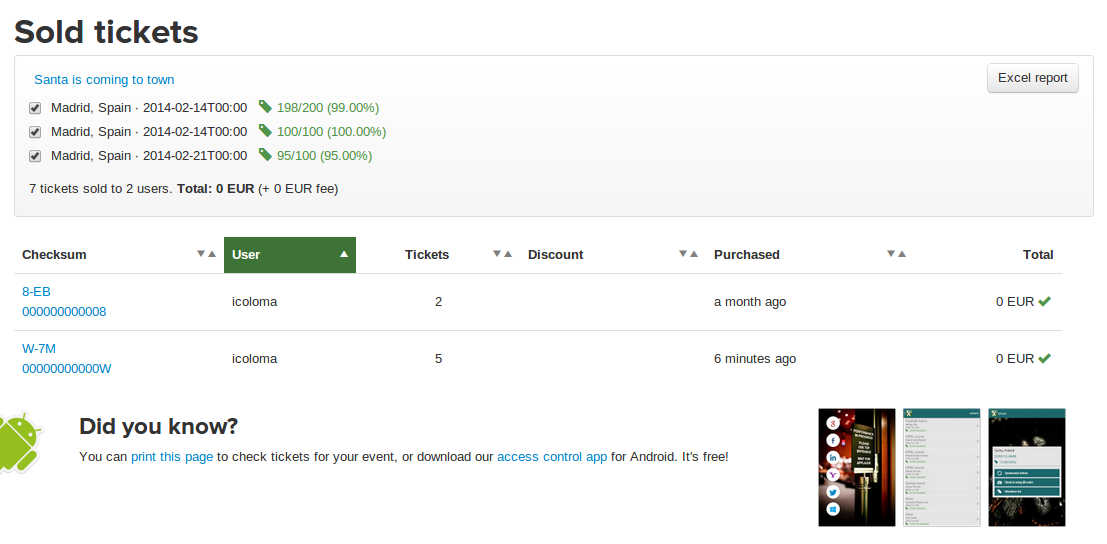 Sold tickets
Santa is coming to town
Excel report
Madrid, Spain · 2014-02-14T00:00 198/200 (99.00%)
Madrid, Spain · 2014-02-14T00:00 100/100 (100.00%)
Madrid, Spain · 2014-02-21T00:00 95/100 (95.00%)
7 tickets sold to 2 users. Total: 0 EUR (+ 0 EUR fee)
Checksum User Tickets Discount Purchased Total
8-EB
000000000008 icoloma 2 a month ago 0 EUR
W-7M
00000000000W icoloma 5 6 minutes ago 0 EUR
Did you know?
You can print this page to check tickets for your event, or download our access control app for Android. It's free!